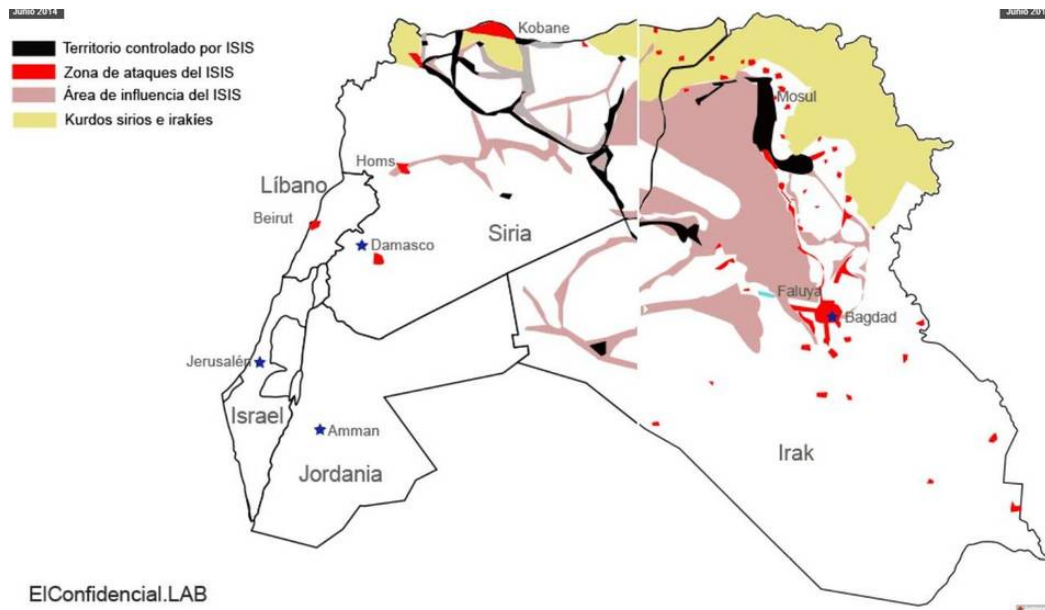 Junio 2014
Junio 201
Territorio controlado por ISIS
Zona de ataques del ISIS
Área de influencia del ISIS
Kurdos sirios e irakíes
Kobane
Mosul
Homs
Líbano
Beirut
Siria
Damasco
Faluya
Bagdad
Jerusalén
Israel
Amman
Jordania
Irak
ElConfidencial.LAB